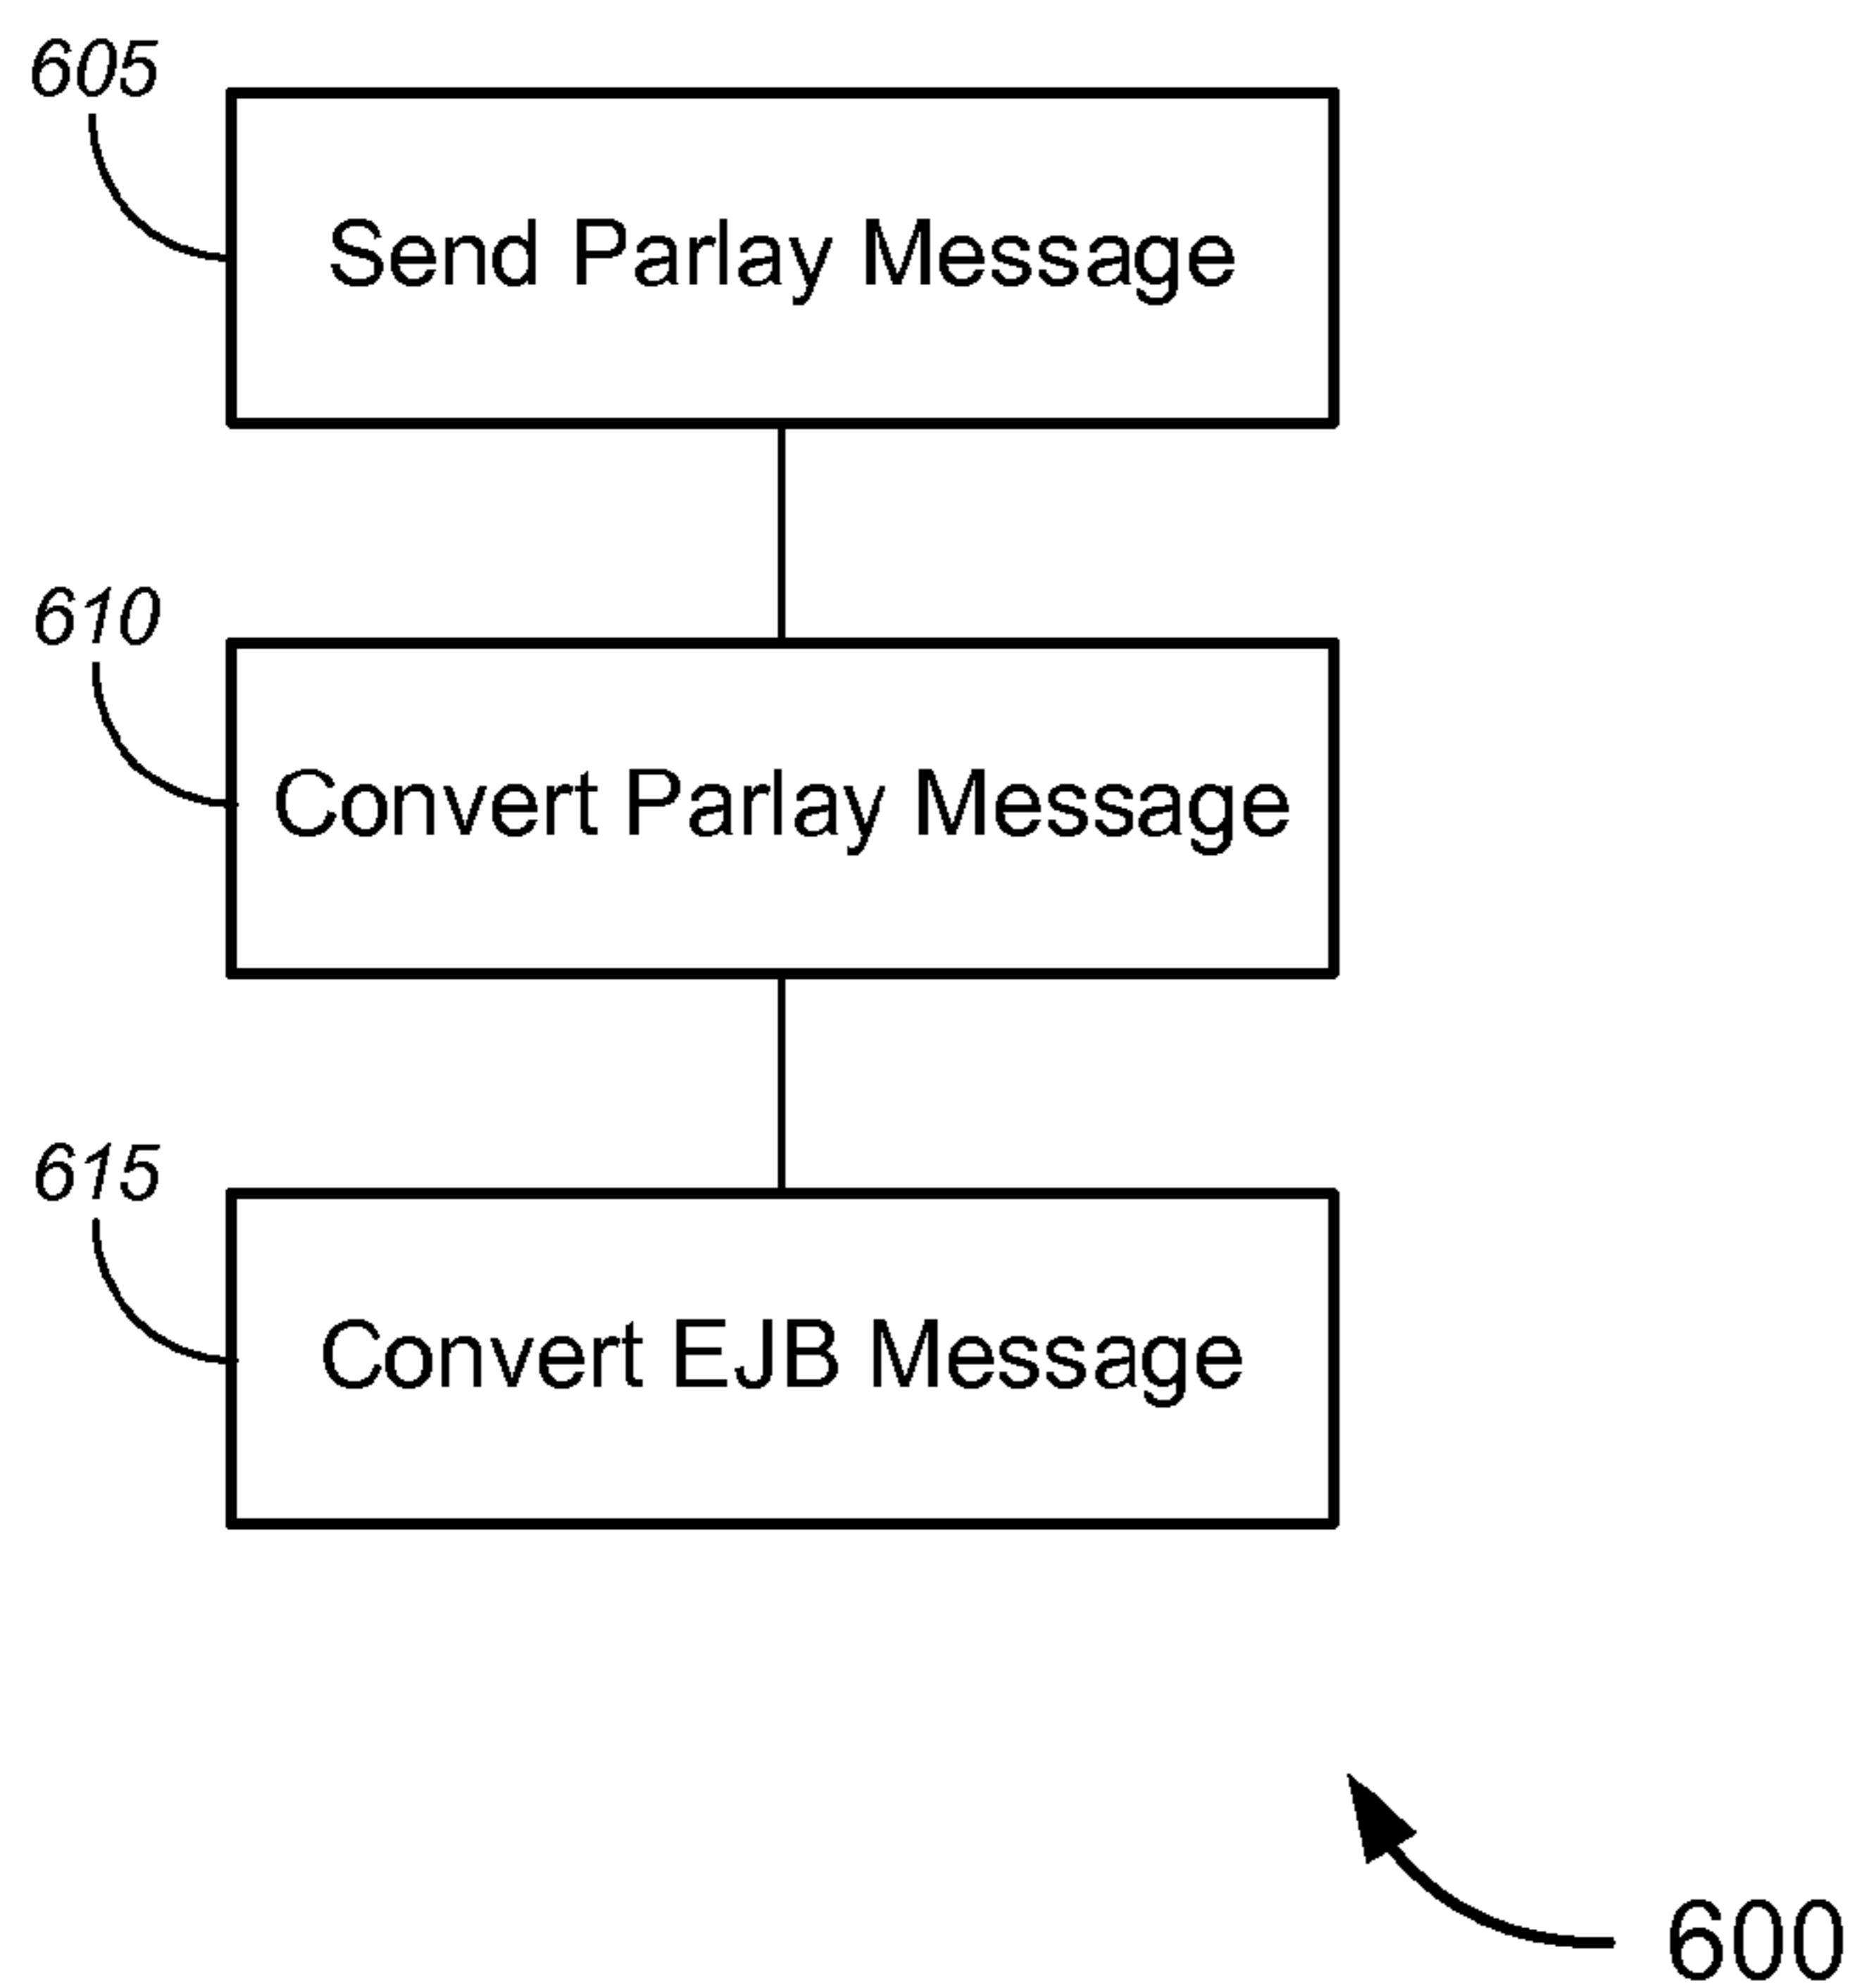 605
Send Parlay Message
610
Convert Parlay Message
615
Convert EJB Message
600